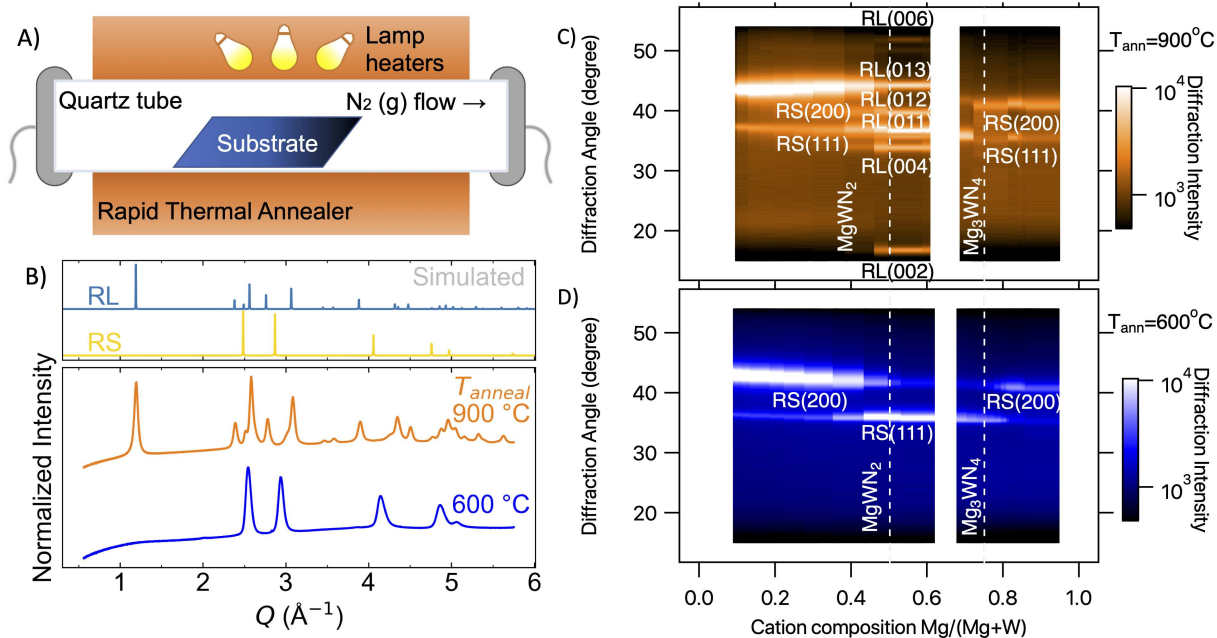 A)
Lamp
heaters
Quartz tube
N₂ (g) flow →
Substrate
Rapid Thermal Annealer
B)
Simulated
RL
RS
T_anneal
900 °C
600 °C
Normalized Intensity
1
2
3
4
5
6
Q (Å⁻¹)
C)
Diffraction Angle (degree)
50
40
30
20
RL(006)
RL(013)
RL(012)
RS(200)
RL(011)
RS(111)
RL(004)
RL(002)
MgWN₂
Mg₃WN₄
RS(200)
RS(111)
T_ann=900°C
10⁴
10³
Diffraction Intensity
D)
Diffraction Angle (degree)
50
40
30
20
RS(200)
RS(111)
RS(200)
MgWN₂
Mg₃WN₄
T_ann=600°C
10⁴
10³
Diffraction Intensity
0.0
0.2
0.4
0.6
0.8
1.0
Cation composition Mg/(Mg+W)